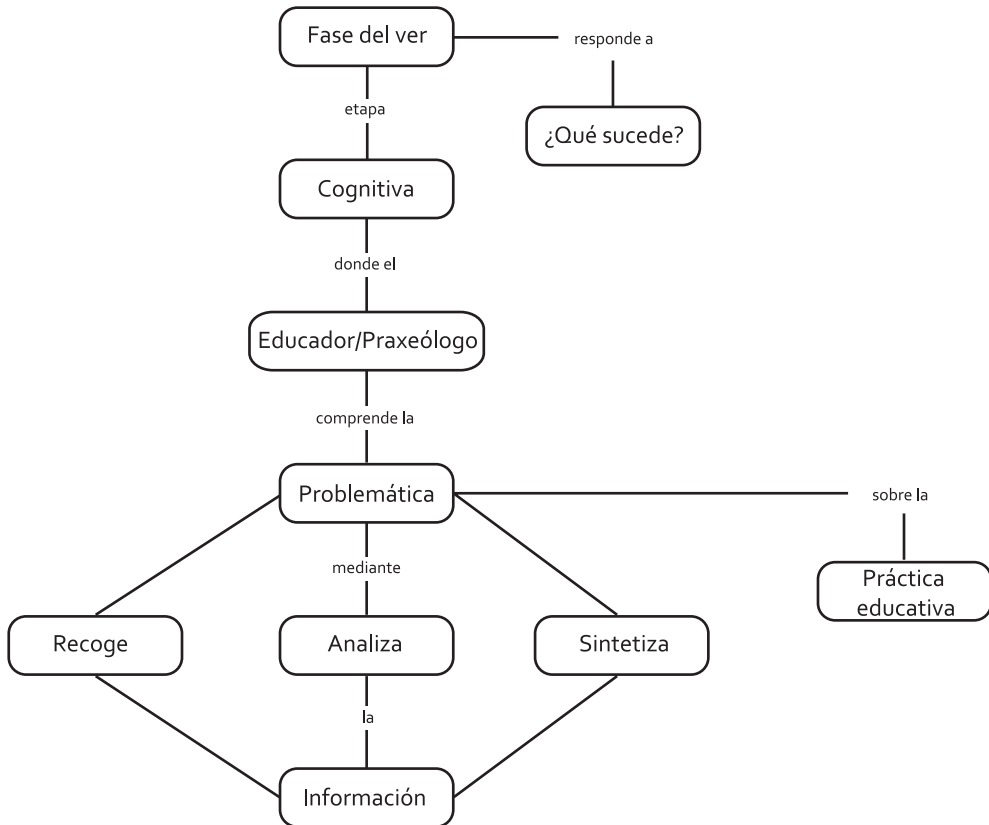 Fase del ver
responde a
etapa
¿Qué sucede?
Cognitiva
donde el
Educador/Praxeólogo
comprende la
Problemática
sobre la
mediante
Práctica
educativa
Recoge
Analiza
Sintetiza
la
Información